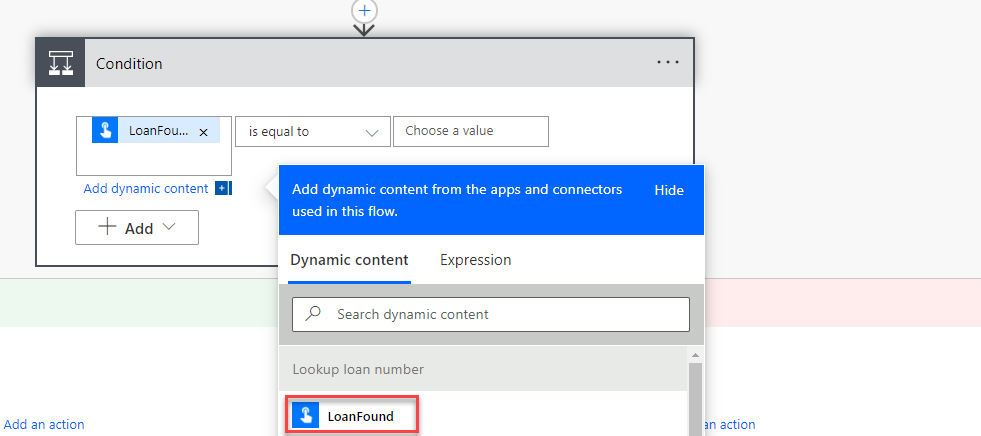 Condition
LoanFou... ×
is equal to
Choose a value
Add dynamic content
Add
Add dynamic content from the apps and connectors
used in this flow.
Hide
Dynamic content
Expression
Search dynamic content
Lookup loan number
LoanFound
Add an action
an action